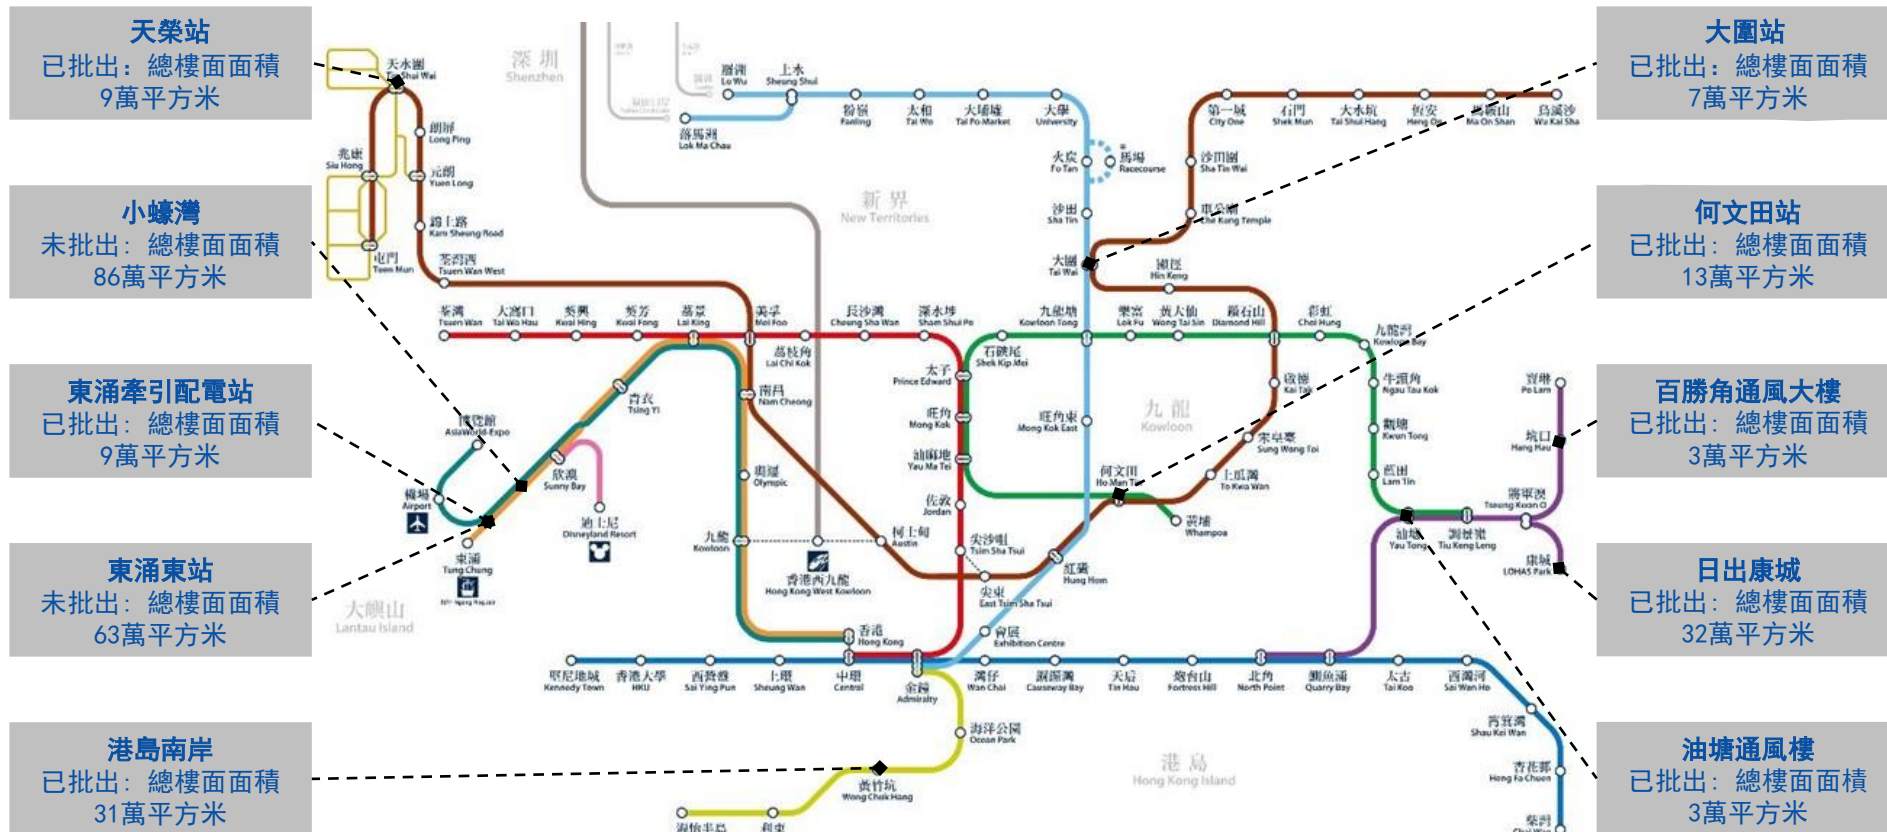 天榮站
已批出：總樓面面積
9萬平方米
小蠔灣
未批出：總樓面面積
86萬平方米
東涌牽引配電站
已批出：總樓面面積
9萬平方米
東涌東站
未批出：總樓面面積
63萬平方米
港島南岸
已批出：總樓面面積
31萬平方米
大圍站
已批出：總樓面面積
7萬平方米
何文田站
已批出：總樓面面積
13萬平方米
百勝角通風大樓
已批出：總樓面面積
3萬平方米
日出康城
已批出：總樓面面積
32萬平方米
油塘通風樓
已批出：總樓面面積
3萬平方米
深圳
Shenzhen
新界
New Territories
九龍
Kowloon
大嶼山
Lantau Island
港島
Hong Kong Island
天水圍
Shui Wai
朗屏
Long Ping
兆康
Siu Hong
元朗
Yuen Long
錦上路
Kam Sheung Road
屯門
Tuen Mun
荃灣西
Tsuen Wan West
羅湖
Lo Wu
上水
Sheung Shui
落馬洲
Lok Ma Chau
粉嶺
Fanling
太和
Tai Wo
大埔墟
Tai Po Market
大學
University
火炭
Fo Tan
馬場
Racecourse
沙田
Sha Tin
大圍
Tai Wai
第一城
City One
石門
Shek Mun
大水坑
Tai Shui Hang
恆安
Heng On
馬鞍山
Ma On Shan
烏溪沙
Wu Kai Sha
沙田圍
Sha Tin Wai
車公廟
Che Kung Temple
顯徑
Hin Keng
荃灣
Tsuen Wan
大窩口
Tai Wo Hau
葵興
Kwai Hing
葵芳
Kwai Fong
荔景
Lai King
美孚
Mei Foo
荔枝角
Lai Chi Kok
長沙灣
Cheung Sha Wan
深水埗
Sham Shui Po
石硤尾
Shek Kip Mei
九龍塘
Kowloon Tong
樂富
Lok Fu
黃大仙
Wong Tai Sin
鑽石山
Diamond Hill
彩虹
Choi Hung
九龍灣
Kowloon Bay
牛頭角
Ngau Tau Kok
觀塘
Kwun Tong
藍田
Lam Tin
油塘
Yau Tong
調景嶺
Tiu Keng Leng
將軍澳
Tseung Kwan O
坑口
Hang Hau
寶琳
Po Lam
康城
LOHAS Park
太子
Prince Edward
旺角
Mong Kok
油麻地
Yau Ma Tei
佐敦
Jordan
尖沙咀
Tsim Sha Tsui
尖東
East Tsim Sha Tsui
旺角東
Mong Kok East
何文田
Ho Man Tin
黃埔
Whampoa
啟德
Kai Tak
宋皇臺
Sung Wong Toi
土瓜灣
To Kwa Wan
紅磡
Hung Hom
會展
Exhibition Centre
南昌
Nam Cheong
奧運
Olympic
九龍
Kowloon
柯士甸
Austin
香港西九龍
Hong Kong West Kowloon
青衣
Tsing Yi
欣澳
Sunny Bay
迪士尼
Disneyland Resort
博覽館
AsiaWorld-Expo
機場
Airport
東涌
Tung Chung
香港
Hong Kong
堅尼地城
Kennedy Town
香港大學
HKU
西營盤
Sai Ying Pun
上環
Sheung Wan
中環
Central
金鐘
Admiralty
灣仔
Wan Chai
銅鑼灣
Causeway Bay
天后
Tin Hau
炮台山
Fortress Hill
北角
North Point
鰂魚涌
Quarry Bay
太古
Tai Koo
西灣河
Sai Wan Ho
筲箕灣
Shau Kei Wan
杏花邨
Heng Fa Chuen
柴灣
海洋公園
Ocean Park
黃竹坑
Wong Chuk Hang
海怡半島
利東